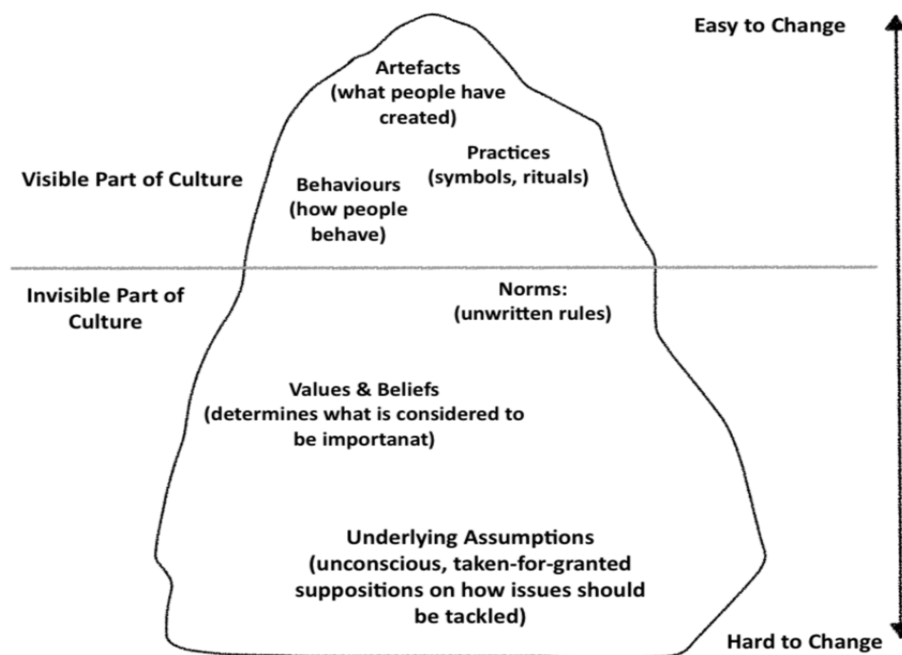 Easy to Change
Artefacts
(what people have
created)
Practices
(symbols, rituals)
Visible Part of Culture
Behaviours
(how people
behave)
Invisible Part of
Culture
Norms:
(unwritten rules)
Values & Beliefs
(determines what is considered to
be importanat)
Underlying Assumptions
(unconscious, taken-for-granted
suppositions on how issues should
be tackled)
Hard to Change